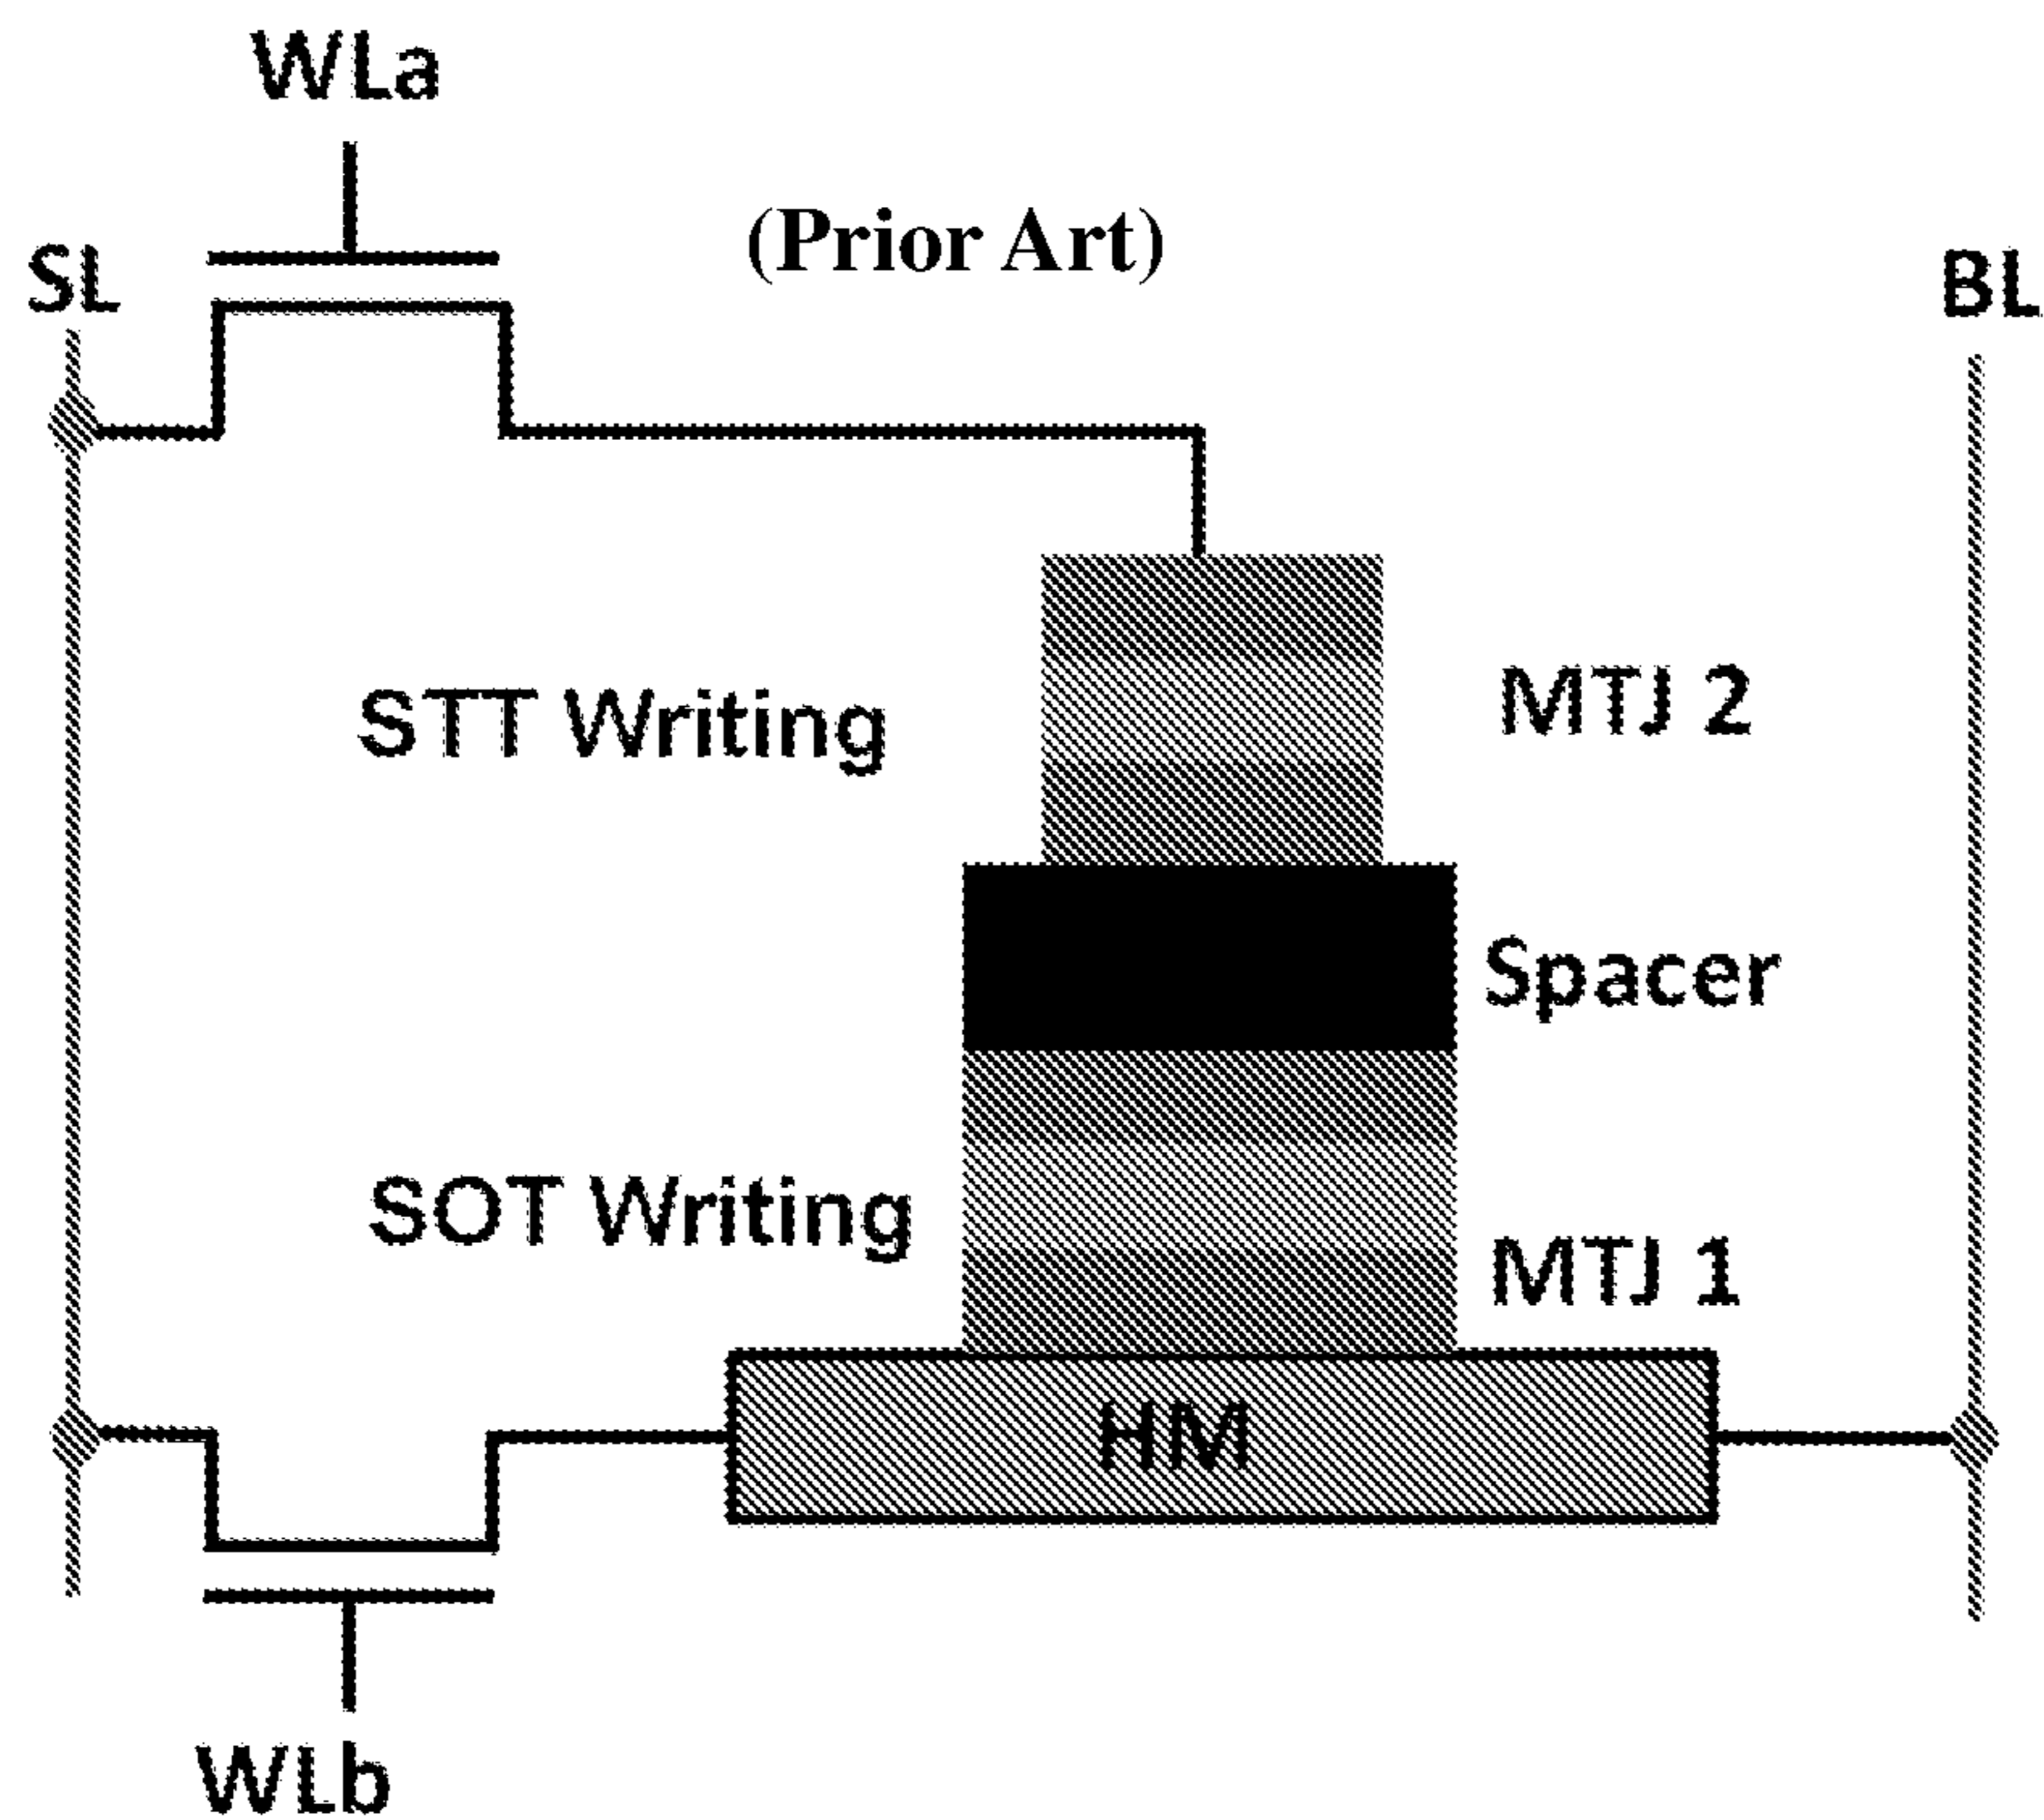 WLa
(Prior Art)
SL
BL
STT Writing
MTJ 2
Spacer
SOT Writing
MTJ 1
HM
WLb